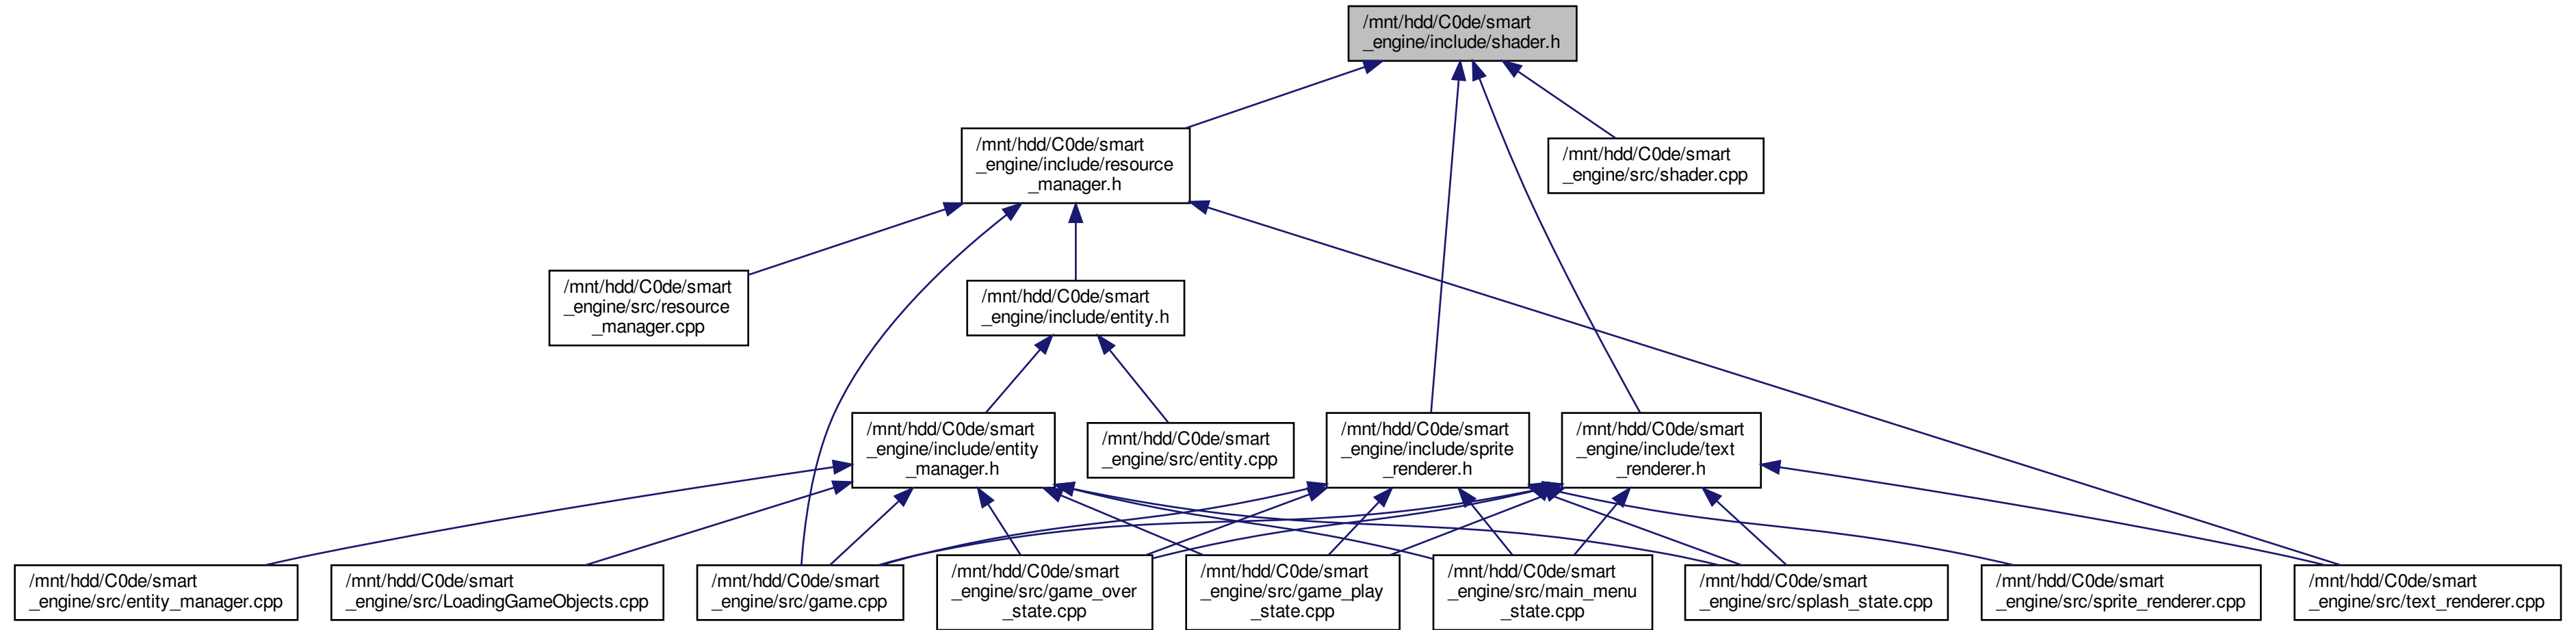 /mnt/hdd/C0de/smart
_engine/include/shader.h
/mnt/hdd/C0de/smart
_engine/include/resource
_manager.h
/mnt/hdd/C0de/smart
_engine/src/shader.cpp
/mnt/hdd/C0de/smart
_engine/src/resource
_manager.cpp
/mnt/hdd/C0de/smart
_engine/include/entity.h
/mnt/hdd/C0de/smart
_engine/include/entity
_manager.h
/mnt/hdd/C0de/smart
_engine/src/entity.cpp
/mnt/hdd/C0de/smart
_engine/include/sprite
_renderer.h
/mnt/hdd/C0de/smart
_engine/include/text
_renderer.h
/mnt/hdd/C0de/smart
_engine/src/entity_manager.cpp
/mnt/hdd/C0de/smart
_engine/src/LoadingGameObjects.cpp
/mnt/hdd/C0de/smart
_engine/src/game.cpp
/mnt/hdd/C0de/smart
_engine/src/game_over
_state.cpp
/mnt/hdd/C0de/smart
_engine/src/game_play
_state.cpp
/mnt/hdd/C0de/smart
_engine/src/main_menu
_state.cpp
/mnt/hdd/C0de/smart
_engine/src/splash_state.cpp
/mnt/hdd/C0de/smart
_engine/src/sprite_renderer.cpp
/mnt/hdd/C0de/smart
_engine/src/text_renderer.cpp